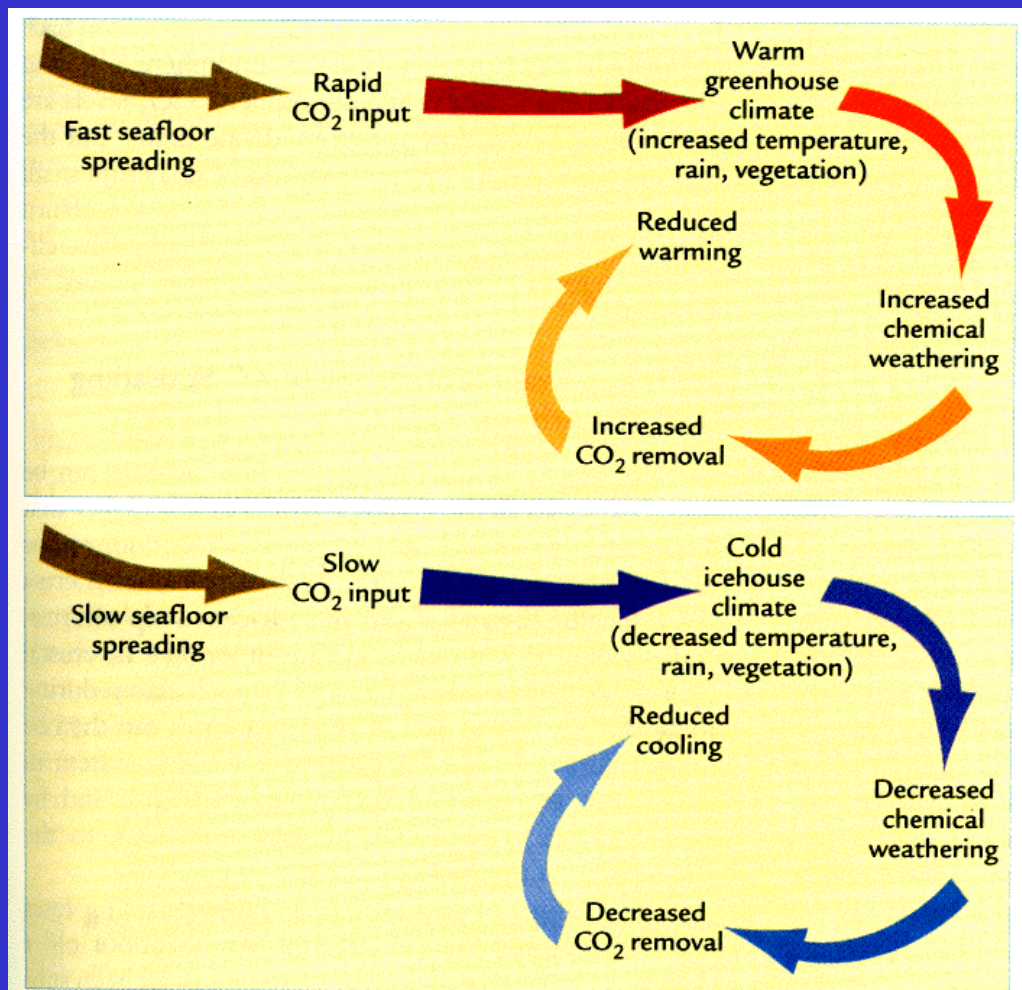 Fast seafloor
spreading
Rapid
CO₂ input
Warm
greenhouse
climate
(increased temperature,
rain, vegetation)
Increased
chemical
weathering
Increased
CO₂ removal
Reduced
warming
Slow seafloor
spreading
Slow
CO₂ input
Cold
icehouse
climate
(decreased temperature,
rain, vegetation)
Decreased
chemical
weathering
Decreased
CO₂ removal
Reduced
cooling